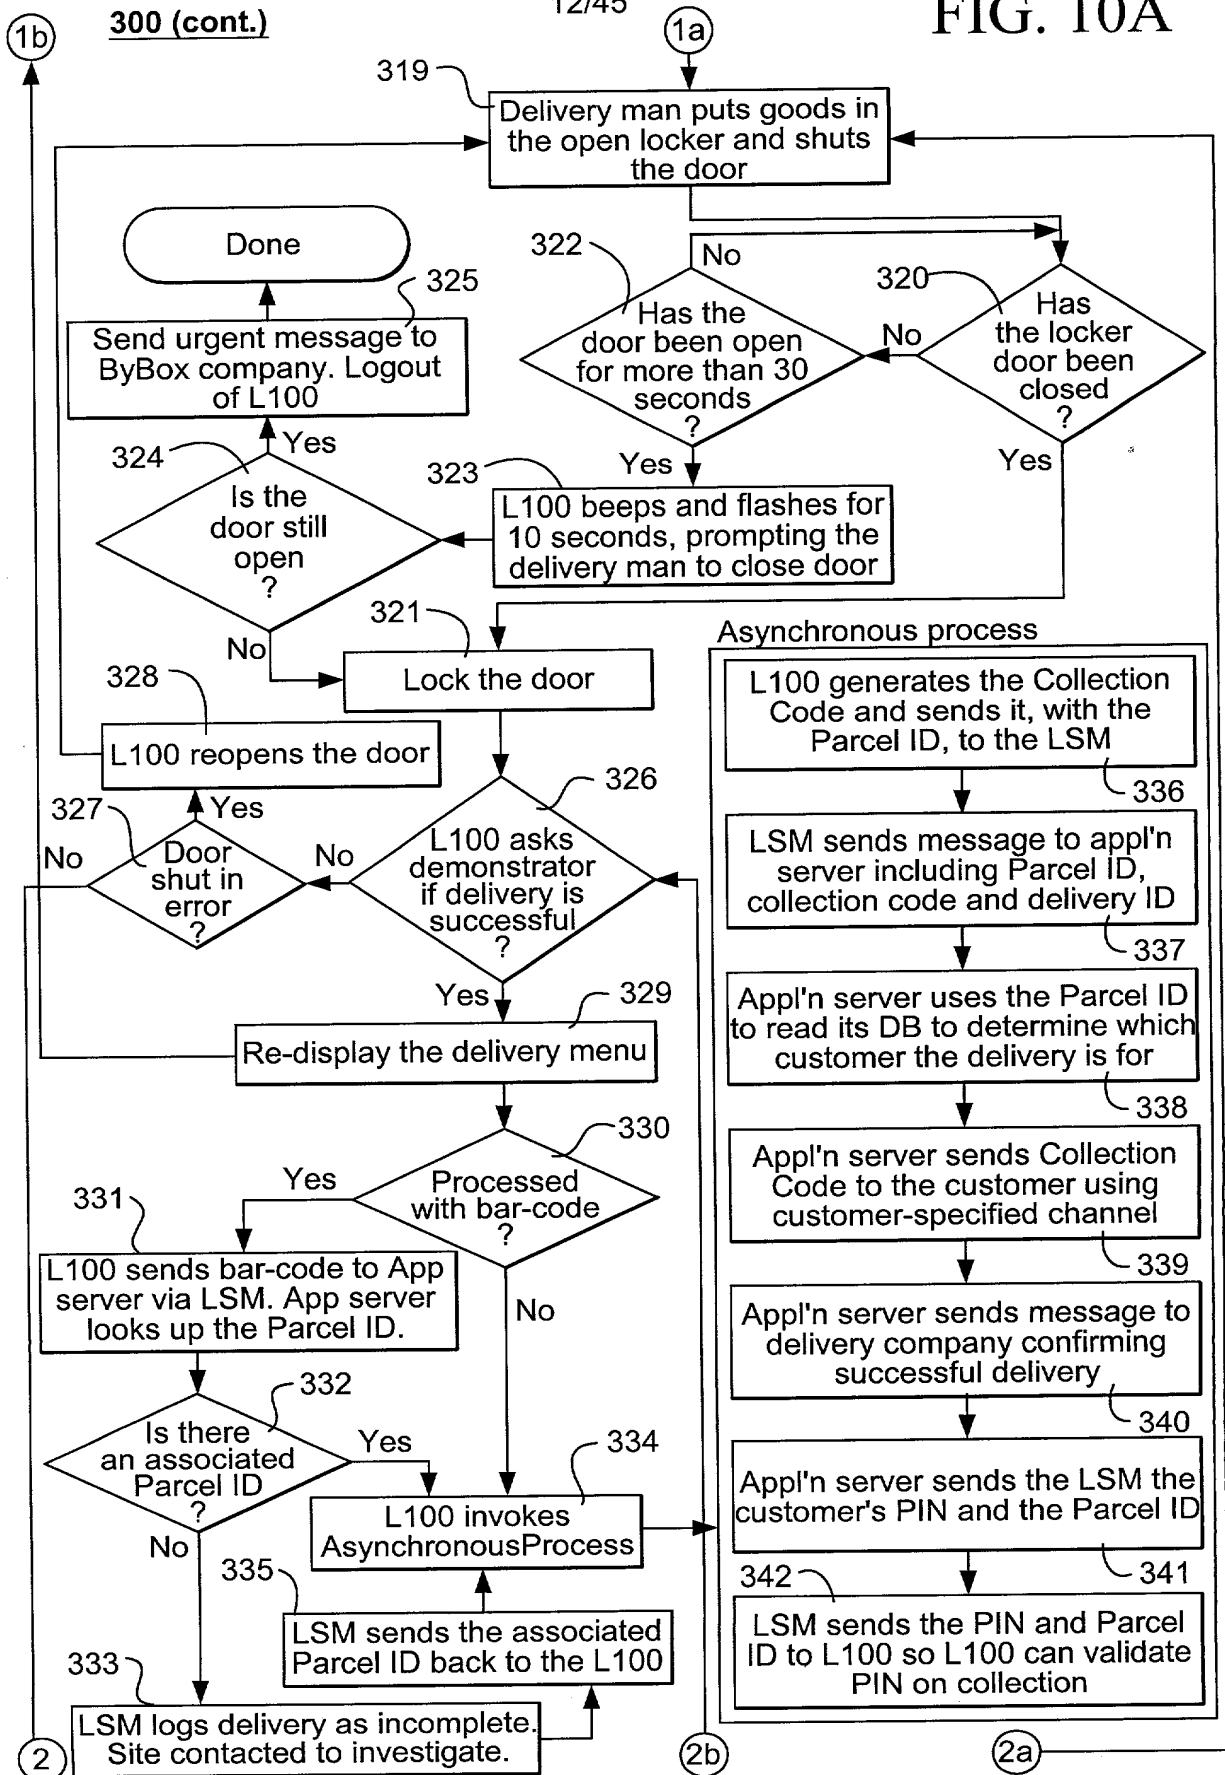 300 (cont.)
12/45
FIG. 10A
1b
1a
319
Delivery man puts goods in
the open locker and shuts
the door
Done
325
Send urgent message to
ByBox company. Logout
of L100
322
No
Has the
door been open
for more than 30
seconds
?
320
No
Has
the locker
door been
closed
?
324
Yes
Is the
door still
open
?
Yes
323
L100 beeps and flashes for
10 seconds, prompting the
delivery man to close door
Yes
No
321
Lock the door
328
L100 reopens the door
327
Yes
No
Door
shut in
error
?
No
326
L100 asks
demonstrator
if delivery is
successful
?
Yes
329
Re-display the delivery menu
330
Processed
with bar-code
?
Yes
No
331
L100 sends bar-code to App
server via LSM. App server
looks up the Parcel ID.
332
Is there
an associated
Parcel ID
?
Yes
No
334
L100 invokes
AsynchronousProcess
335
LSM sends the associated
Parcel ID back to the L100
333
LSM logs delivery as incomplete.
Site contacted to investigate.
Asynchronous process
L100 generates the Collection
Code and sends it, with the
Parcel ID, to the LSM
336
LSM sends message to appl'n
server including Parcel ID,
collection code and delivery ID
337
Appl'n server uses the Parcel ID
to read its DB to determine which
customer the delivery is for
338
Appl'n server sends Collection
Code to the customer using
customer-specified channel
339
Appl'n server sends message to
delivery company confirming
successful delivery
340
Appl'n server sends the LSM the
customer's PIN and the Parcel ID
341
342
LSM sends the PIN and Parcel
ID to L100 so L100 can validate
PIN on collection
2
2b
2a